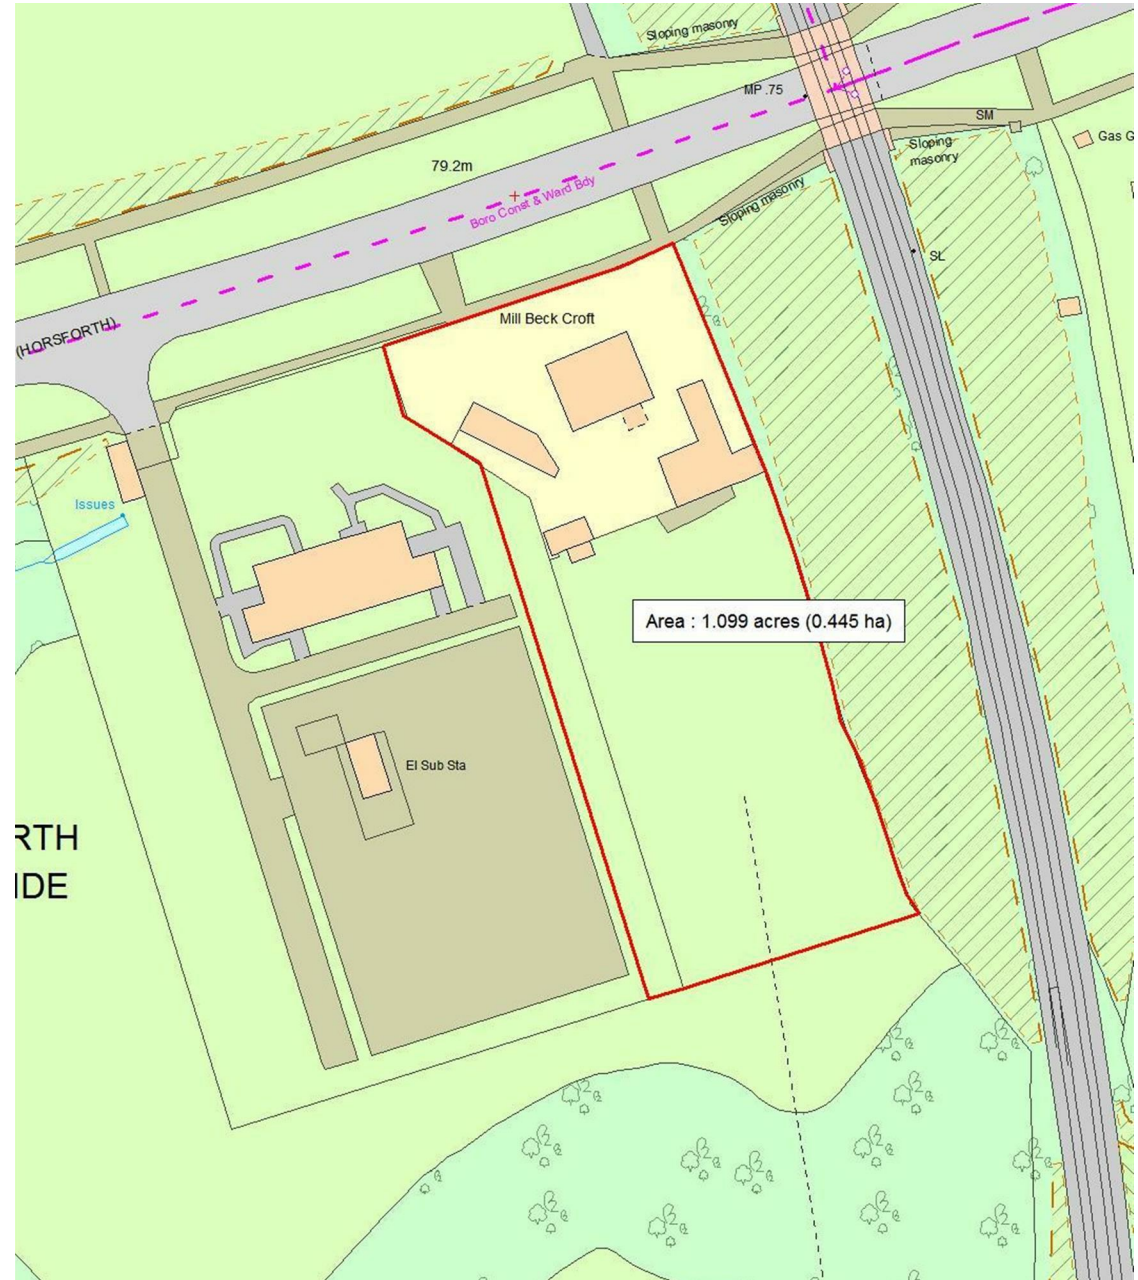 Sloping masonry
MP .75
SM
Gas G
Sloping
masonry
79.2m
Boro Const & Ward Bdy
Sloping masonry
SL
(HORSFORTH)
Mill Beck Croft
Issues
Area : 1.099 acres (0.445 ha)
El Sub Sta
RTH
IDE